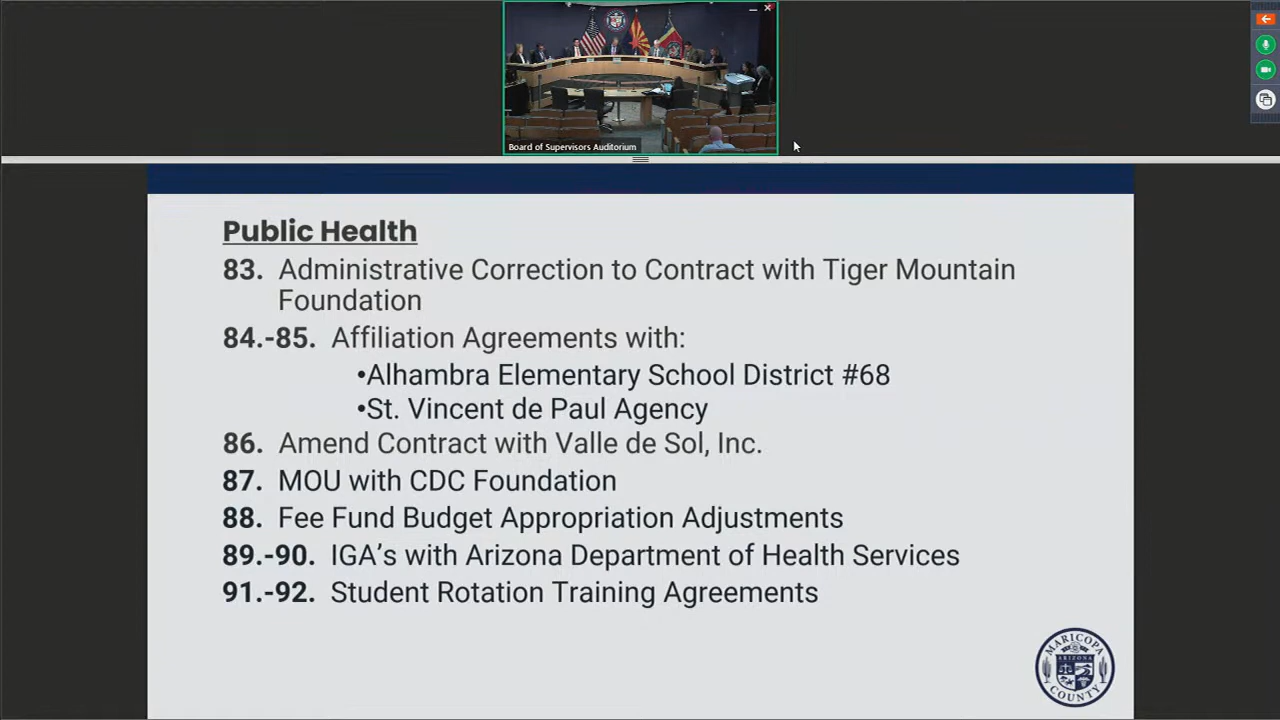 Board of Supervisors Auditorium
Public Health
83. Administrative Correction to Contract with Tiger Mountain
Foundation
84.-85. Affiliation Agreements with:
•Alhambra Elementary School District #68
•St. Vincent de Paul Agency
86. Amend Contract with Valle de Sol, Inc.
87. MOU with CDC Foundation
88. Fee Fund Budget Appropriation Adjustments
89.-90. IGA's with Arizona Department of Health Services
91.-92. Student Rotation Training Agreements
MARICOPA
ARIZONA
COUNTY